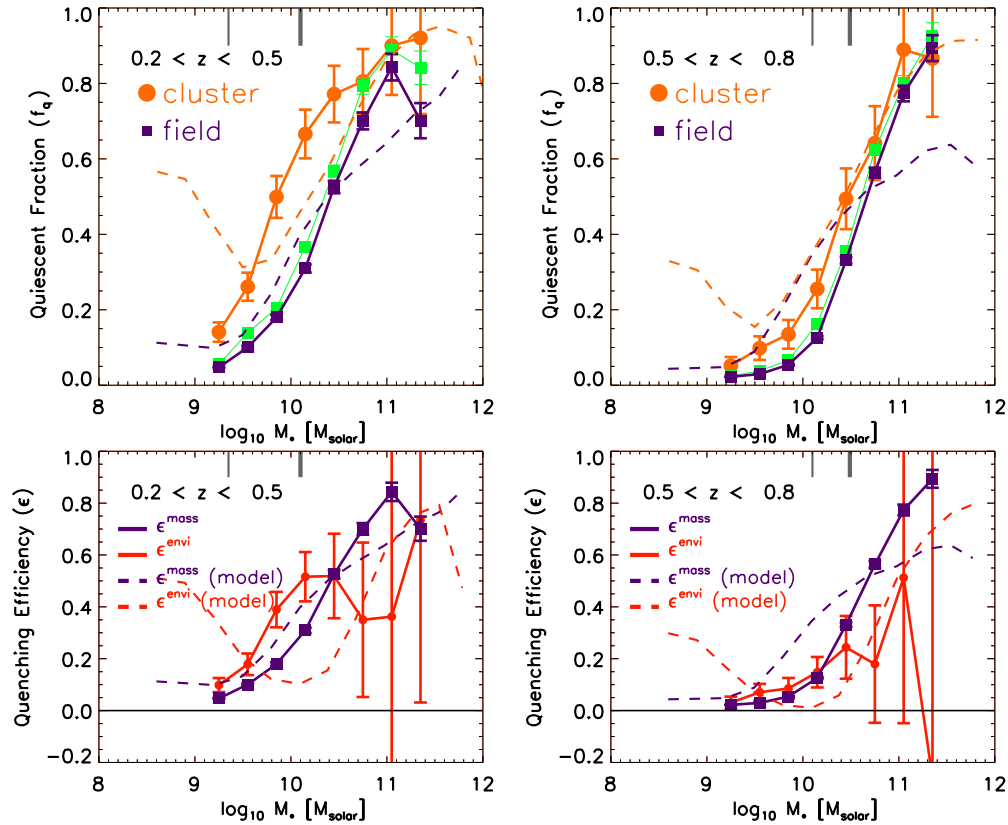 1.0
0.8
0.6
0.4
0.2
0.0
Quiescent Fraction (f_q)
0.2 < z < 0.5
cluster
field
8 9 10 11 12
log₁₀ M* [M_solar]
1.0
0.8
0.6
0.4
0.2
0.0
Quiescent Fraction (f_q)
0.5 < z < 0.8
cluster
field
8 9 10 11 12
log₁₀ M* [M_solar]
1.0
0.8
0.6
0.4
0.2
0.0
−0.2
Quenching Efficiency (ϵ)
0.2 < z < 0.5
ϵ^mass
ϵ^envi
ϵ^mass (model)
ϵ^envi (model)
8 9 10 11 12
log₁₀ M* [M_solar]
1.0
0.8
0.6
0.4
0.2
0.0
−0.2
Quenching Efficiency (ϵ)
0.5 < z < 0.8
ϵ^mass
ϵ^envi
ϵ^mass (model)
ϵ^envi (model)
8 9 10 11 12
log₁₀ M* [M_solar]